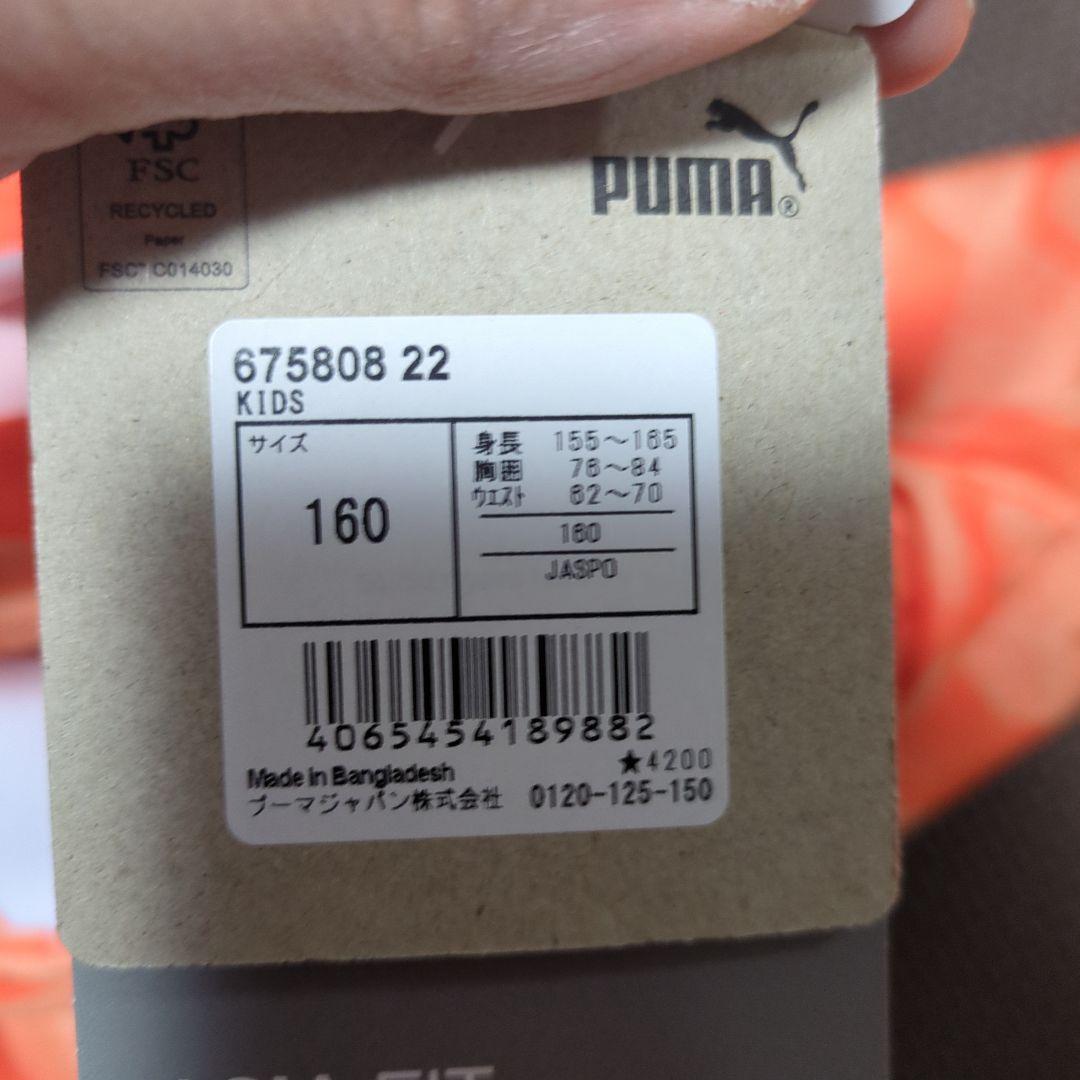 FSC
RECYCLED
Paper
FSC® C014030
PUMA®
675808 22
KIDS
サイズ
160
身長 155～165
胸囲 76～84
ウエスト 62～70
160
JASPO
4065454189882
★4200
Made in Bangladesh
プーマジャパン株式会社 0120-125-150
FIT